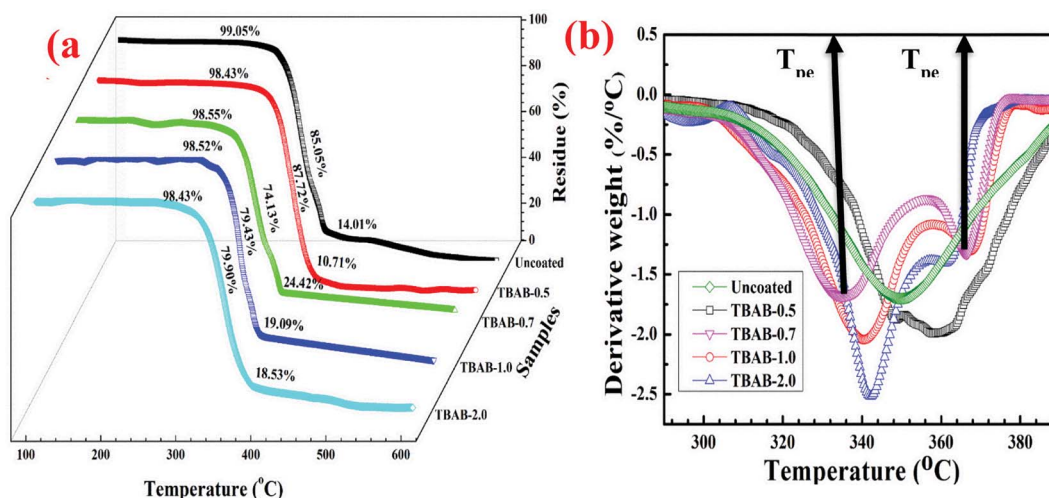 (a
99.05%
98.43%
98.55%
98.52%
98.43%
85.05%
87.72%
74.13%
79.43%
79.90%
14.01%
10.71%
24.42%
19.09%
18.53%
100
80
60
40
20
0
Residue (%)
Uncoated
TBAB-0.5
TBAB-0.7
TBAB-1.0
TBAB-2.0
Samples
100 200 300 400 500 600
Temperature (°C)
(b)
Tpe Tpe
0.5
0.0
-0.5
-1.0
-1.5
-2.0
-2.5
Derivative weight (%/°C)
Uncoated
TBAB-0.5
TBAB-0.7
TBAB-1.0
TBAB-2.0
300 320 340 360 380
Temperature (°C)